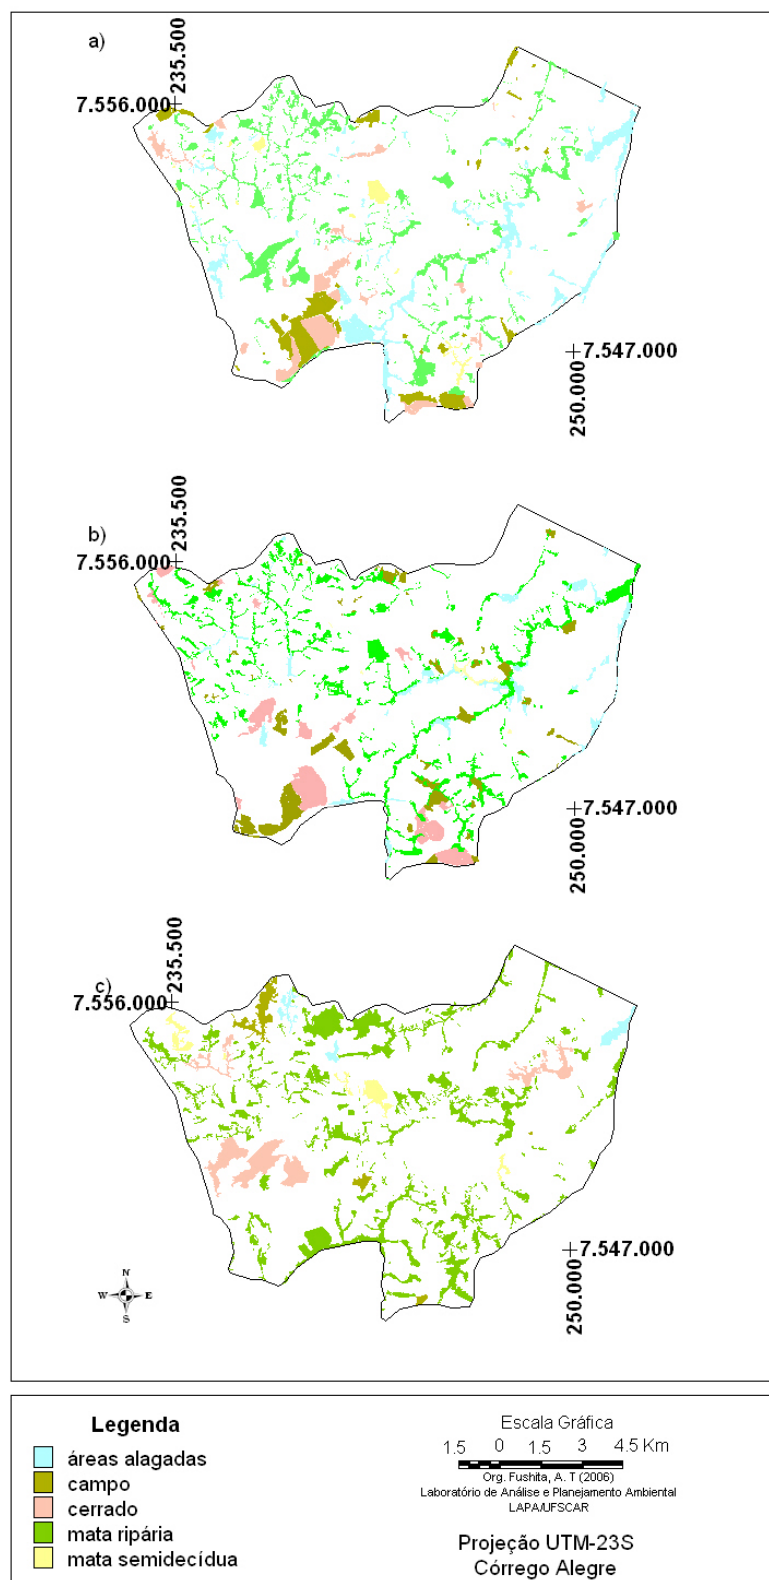 a)
235.500
7.556.000
7.547.000
250.000
b)
235.500
7.556.000
7.547.000
250.000
c)
235.500
7.556.000
7.547.000
250.000
N
W E
S
Legenda
áreas alagadas
campo
cerrado
mata ripária
mata semidecídua
Escala Gráfica
1.5 0 1.5 3 4.5 Km
Org. Fushita, A. T (2006)
Laboratório de Análise e Planejamento Ambiental
LAPA/UFSCAR
Projeção UTM-23S
Córrego Alegre